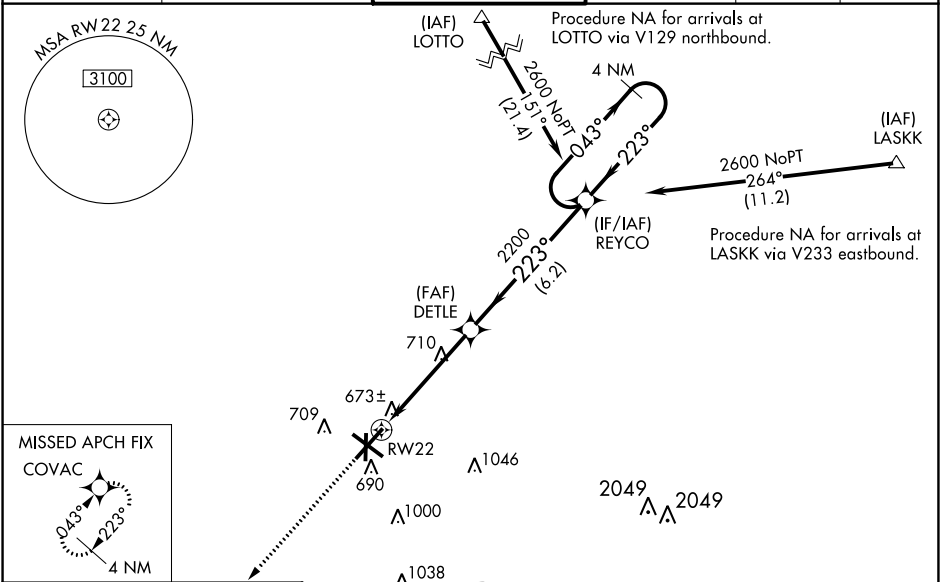 MSA RW22 25 NM
3100
(IAF)
LOTTO
Procedure NA for arrivals at
LOTTO via V129 northbound.
2600 NoPT
151°
(21.4)
4 NM
043°
223°
(IAF)
LASKK
2600 NoPT
264°
(11.2)
Procedure NA for arrivals at
LASKK via V233 eastbound.
(IF/IAF)
REYCO
2200
223°
(6.2)
(FAF)
DETLE
710
673±
709
RW22
690
1046
1000
2049
2049
1038
MISSED APCH FIX
COVAC
043°
223°
4 NM